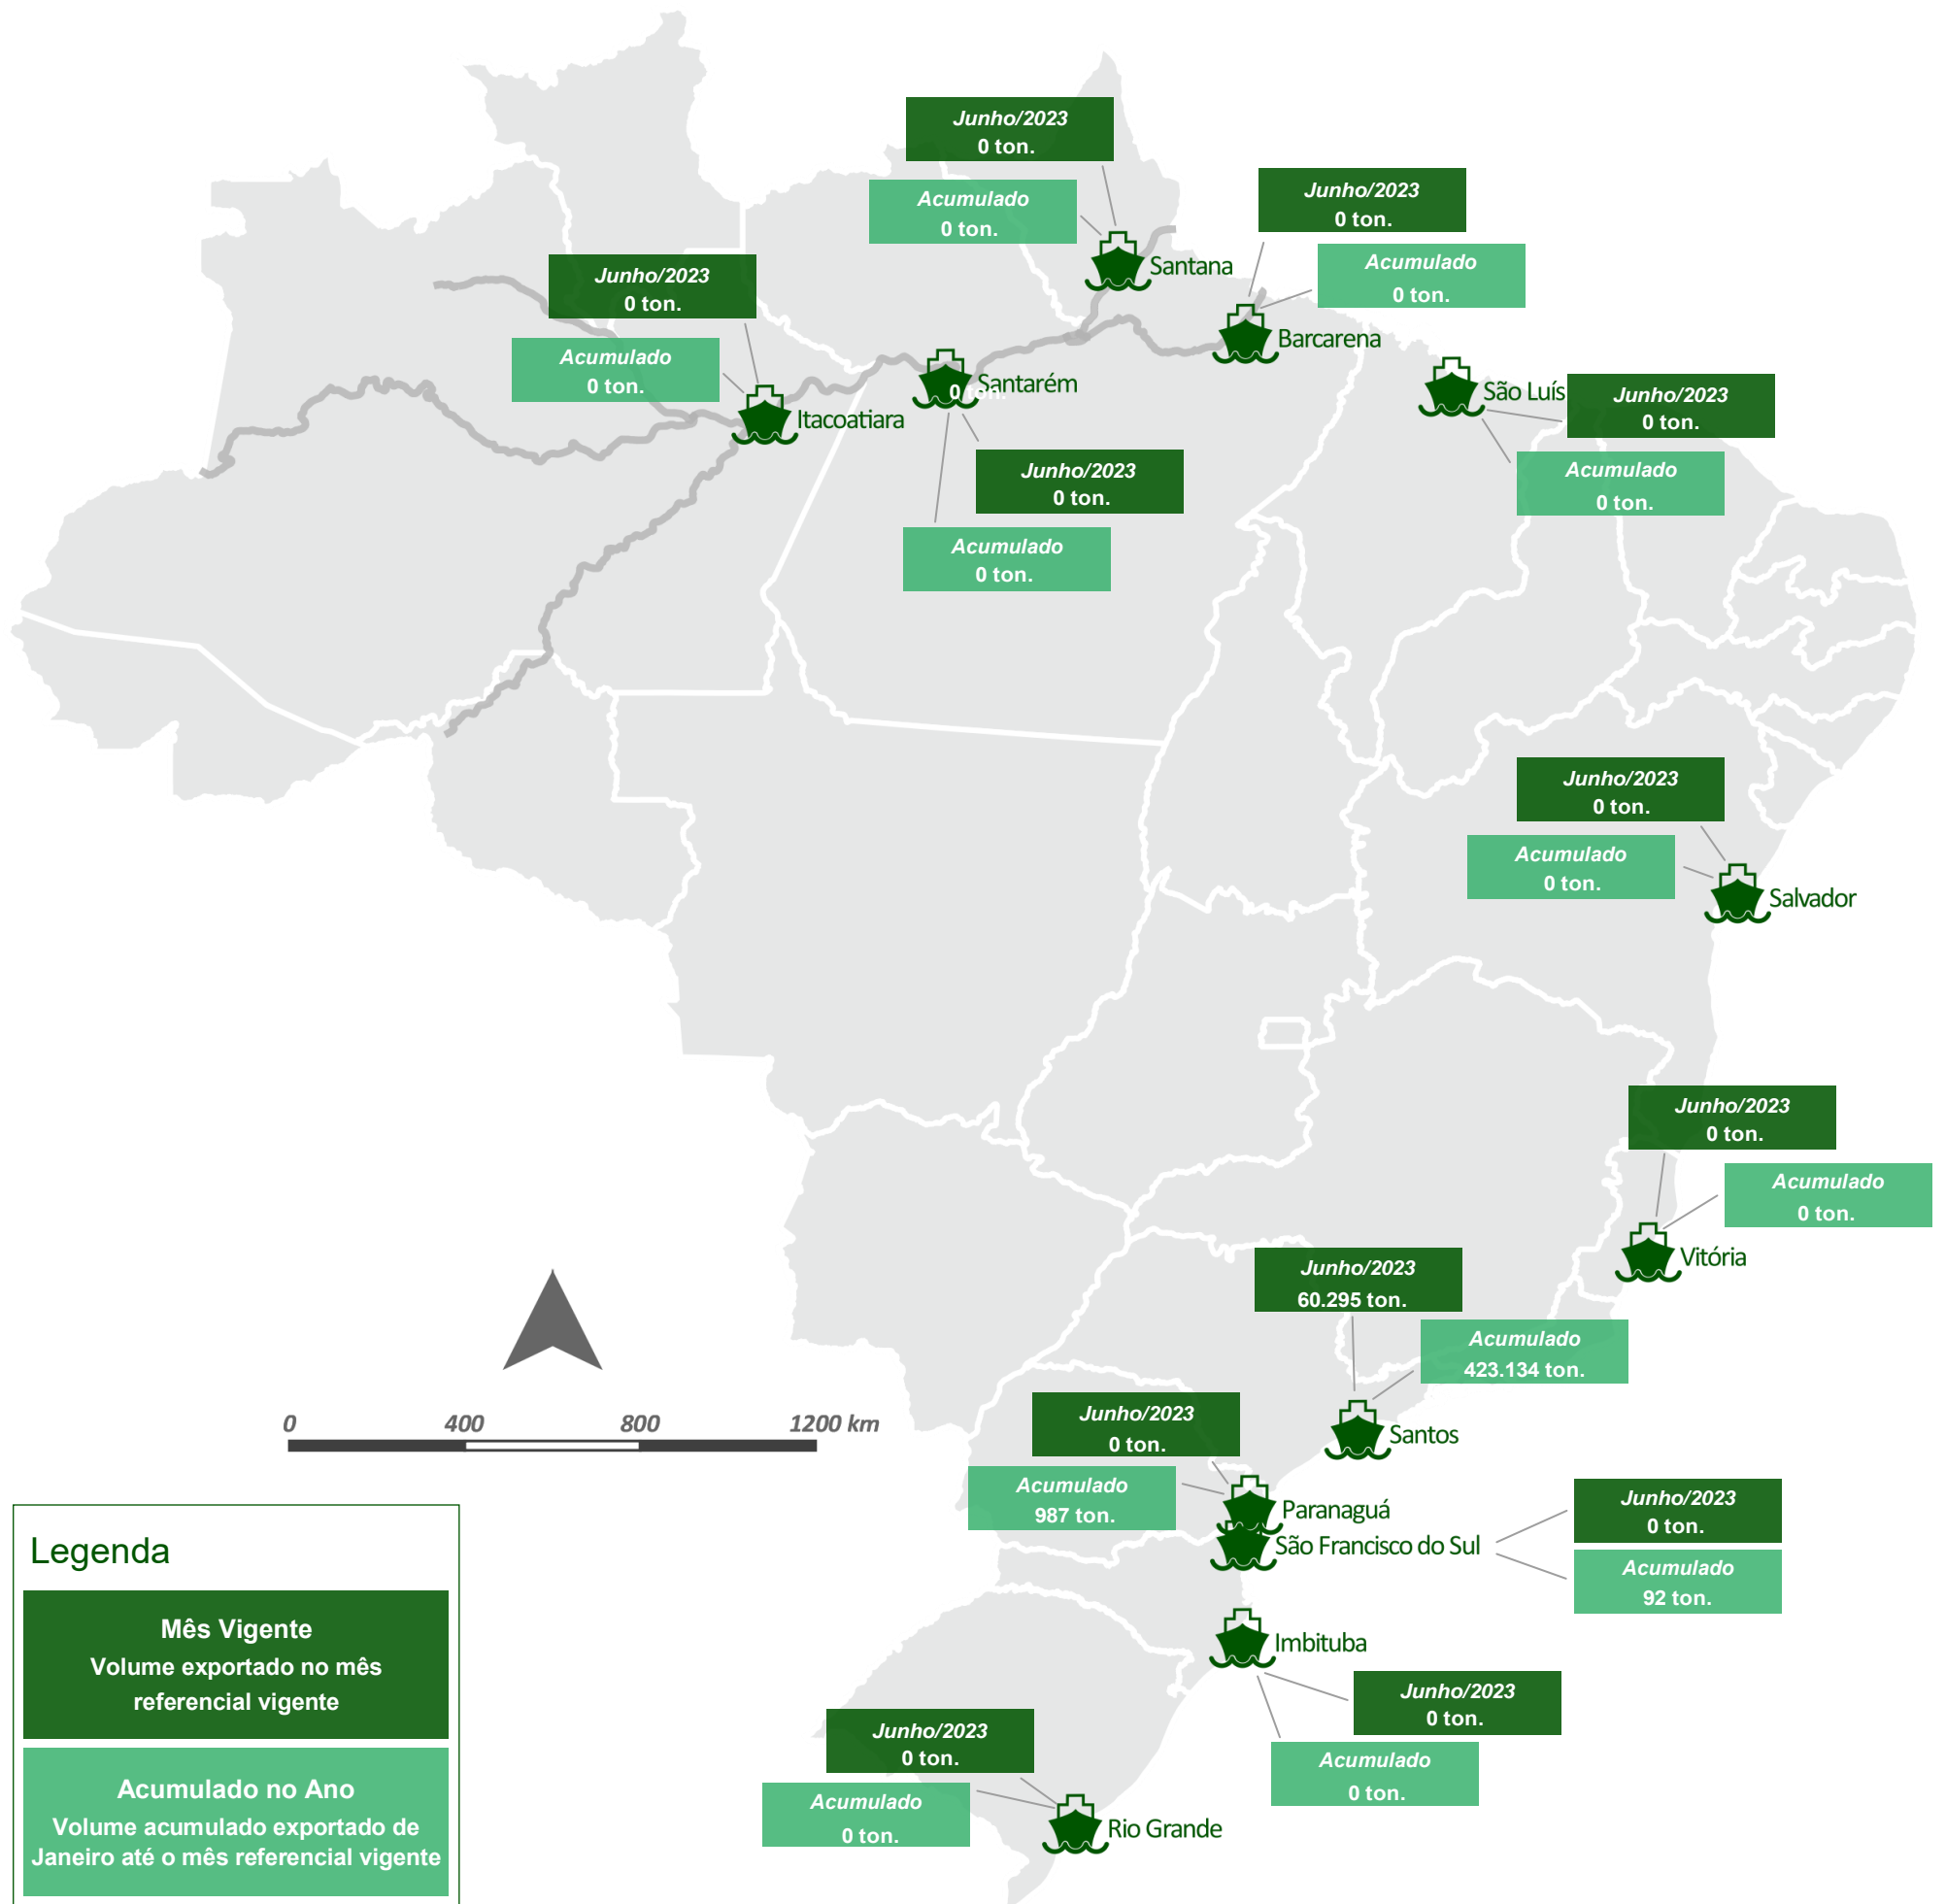 Junho/2023
0 ton.
Acumulado
0 ton.
Santana
Junho/2023
0 ton.
Acumulado
0 ton.
Barcarena
Junho/2023
0 ton.
Acumulado
0 ton.
Itacoatiara
Santarém
0 ton.
Junho/2023
0 ton.
Acumulado
0 ton.
São Luís
Junho/2023
0 ton.
Acumulado
0 ton.
Junho/2023
0 ton.
Acumulado
0 ton.
Salvador
Junho/2023
0 ton.
Acumulado
0 ton.
Vitória
Junho/2023
60.295 ton.
Acumulado
423.134 ton.
Santos
Junho/2023
0 ton.
Acumulado
987 ton.
Paranaguá
São Francisco do Sul
Junho/2023
0 ton.
Acumulado
92 ton.
Imbituba
Junho/2023
0 ton.
Acumulado
0 ton.
Junho/2023
0 ton.
Acumulado
0 ton.
Rio Grande
0 400 800 1200 km
Legenda
Mês Vigente
Volume exportado no mês
referencial vigente
Acumulado no Ano
Volume acumulado exportado de
Janeiro até o mês referencial vigente